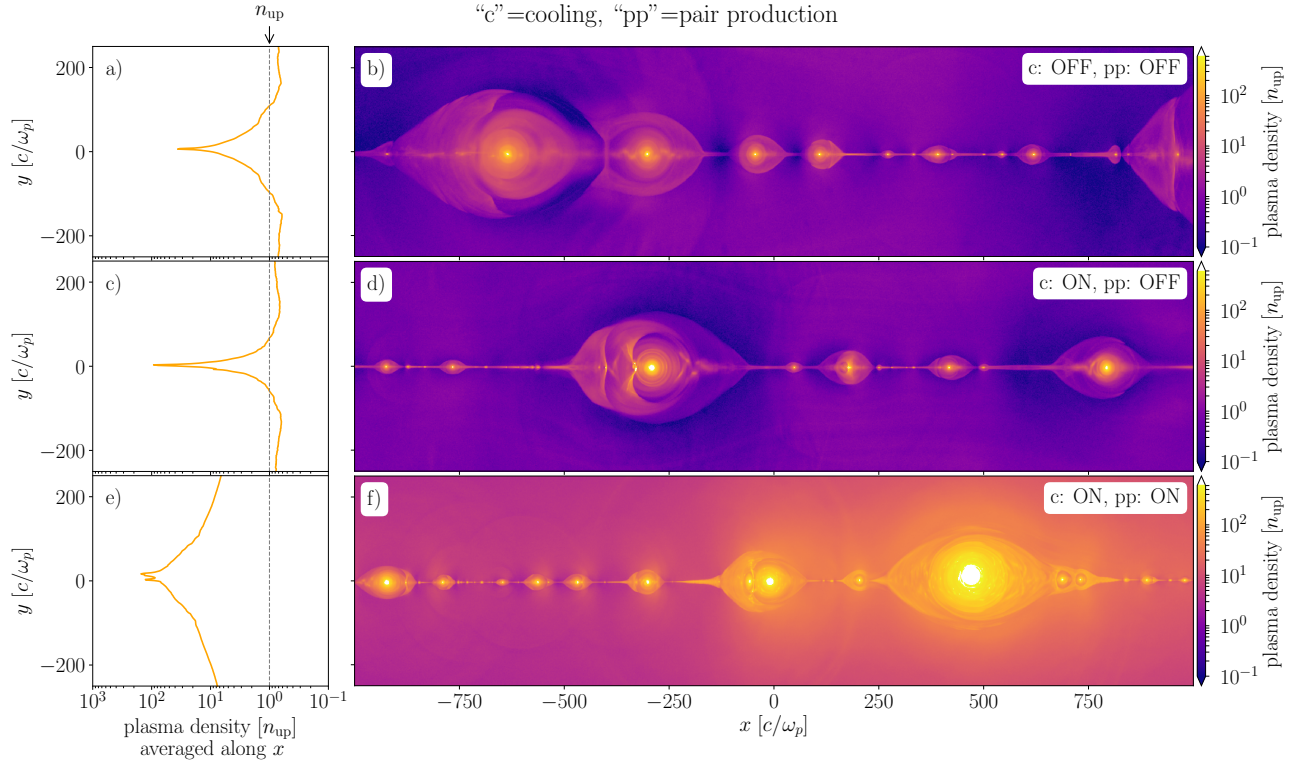 “c”=cooling, “pp”=pair production
n_up
a)
b)
c: OFF, pp: OFF
200
0
−200
y [c/ω_p]
10^2
10^1
10^0
10^−1
plasma density [n_up]
c)
d)
c: ON, pp: OFF
200
0
−200
y [c/ω_p]
10^2
10^1
10^0
10^−1
plasma density [n_up]
e)
f)
c: ON, pp: ON
200
0
−200
y [c/ω_p]
10^2
10^1
10^0
10^−1
plasma density [n_up]
10^3 10^2 10^1 10^0 10^−1
plasma density [n_up]
averaged along x
−750 −500 −250 0 250 500 750
x [c/ω_p]